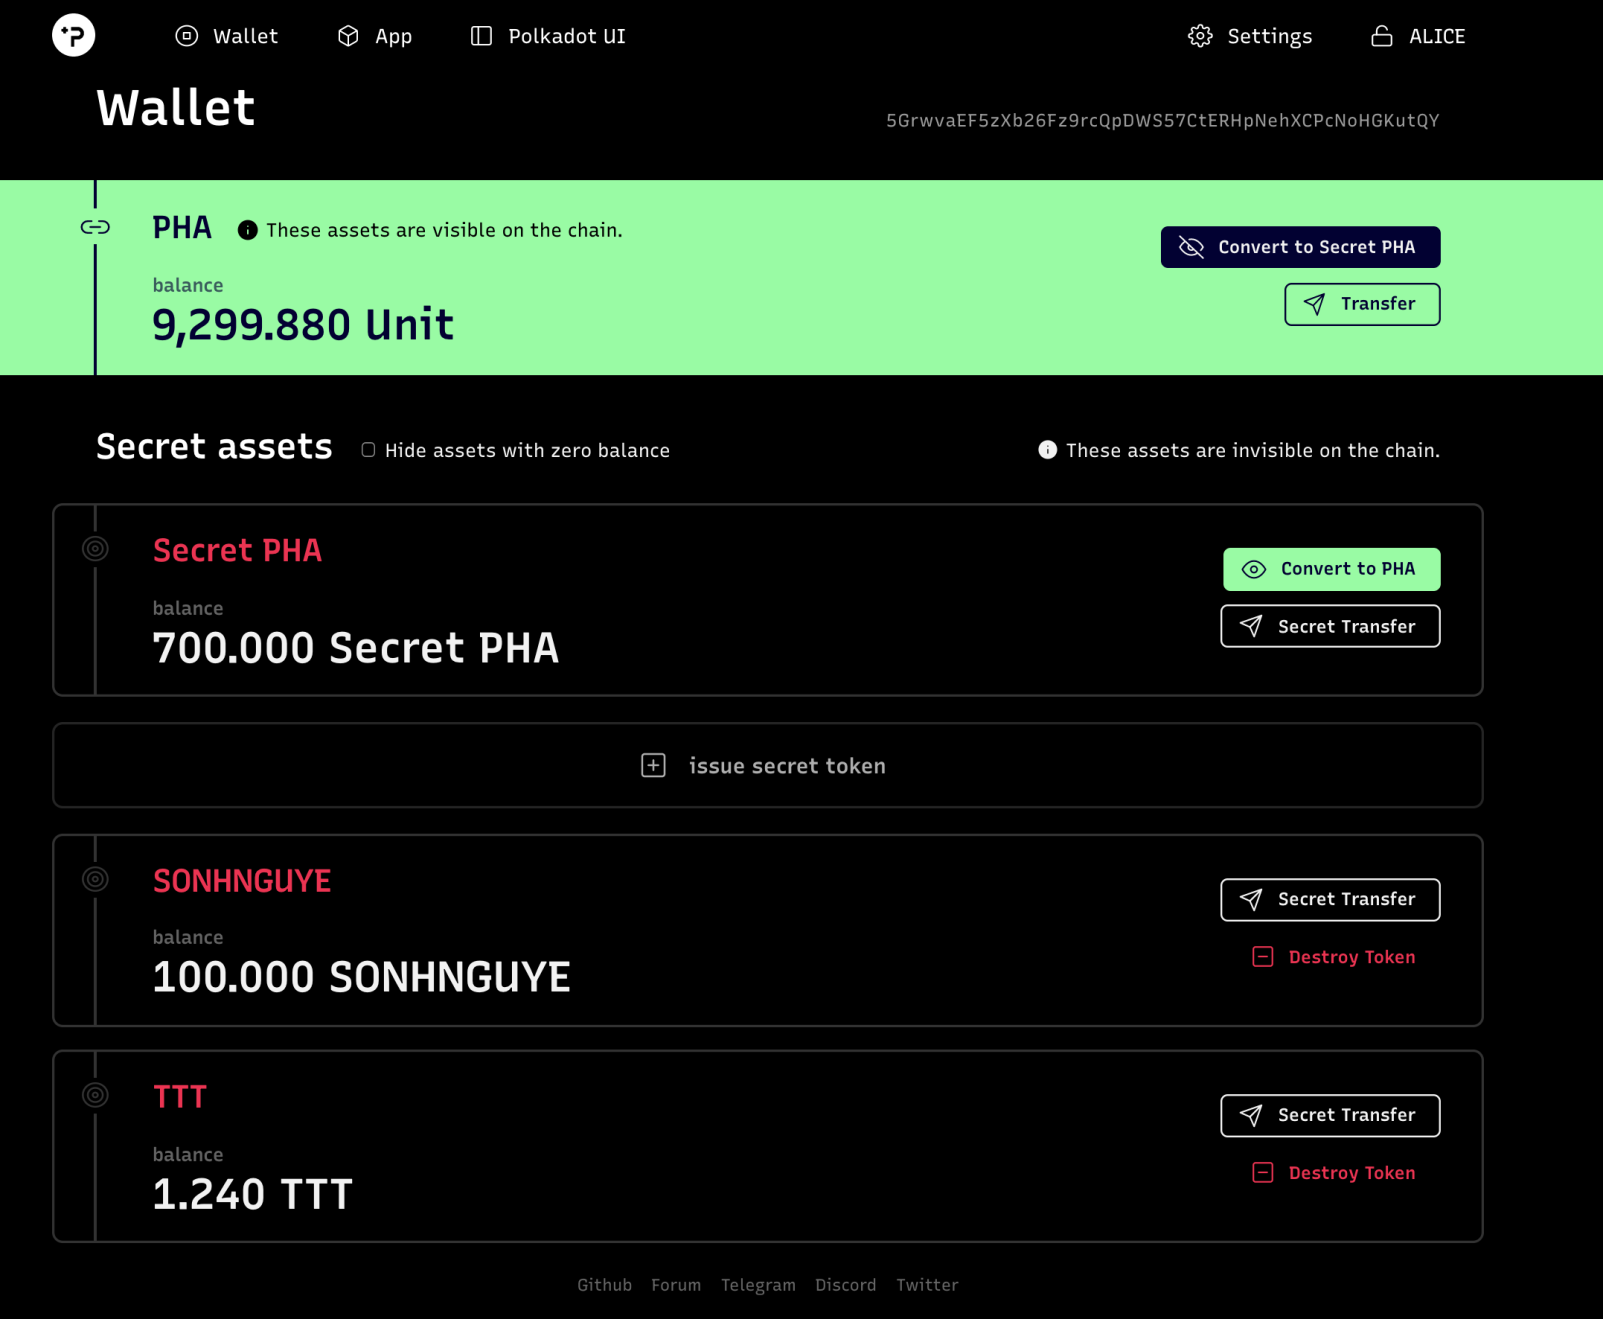 Wallet App Polkadot UI Settings ALICE
Wallet
5GrwvaEF5zXb26Fz9rcQpDWS57CtERHpNehXCPcNoHGKutQY
PHA These assets are visible on the chain.
Convert to Secret PHA
balance
Transfer
9,299.880 Unit
Secret assets Hide assets with zero balance These assets are invisible on the chain.
Secret PHA
Convert to PHA
balance
Secret Transfer
700.000 Secret PHA
issue secret token
SONHNGUYE
Secret Transfer
balance
Destroy Token
100.000 SONHNGUYE
TTT
Secret Transfer
balance
Destroy Token
1.240 TTT
Github Forum Telegram Discord Twitter